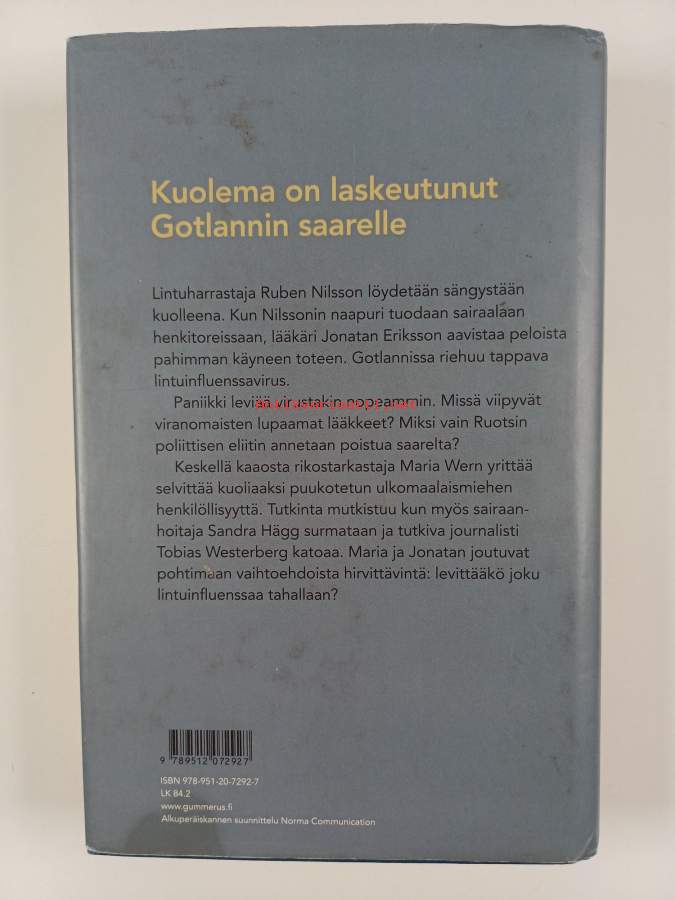 Kuolema on laskeutunut
Gotlannin saarelle
Lintuharrastaja Ruben Nilsson löydetään sängystään
kuolleena. Kun Nilssonin naapuri tuodaan sairaalaan
henkitoreissaan, lääkäri Jonatan Eriksson aavistaa peloista
pahimman käyneen toteen. Gotlannissa riehuu tappava
lintuinfluenssavirus.
Paniikki leviää virustakin nopeammin. Missä viipyvät
viranomaisten lupaamat lääkkeet? Miksi vain Ruotsin
poliittisen eliitin annetaan poistua saarelta?
Keskellä kaaosta rikostarkastaja Maria Wern yrittää
selvittää kuoliaaksi puukotetun ulkomaalaismiehen
henkilöllisyyttä. Tutkinta mutkistuu kun myös sairaan-
hoitaja Sandra Hägg surmataan ja tutkiva journalisti
Tobias Westerberg katoaa. Maria ja Jonatan joutuvat
pohtimaan vaihtoehdoista hirvittävintä: levittääkö joku
lintuinfluenssaa tahallaan?
9 789512 072927
ISBN 978-951-20-7292-7
LK 84.2
www.gummerus.fi
Alkuperäiskannen suunnittelu Norma Communication